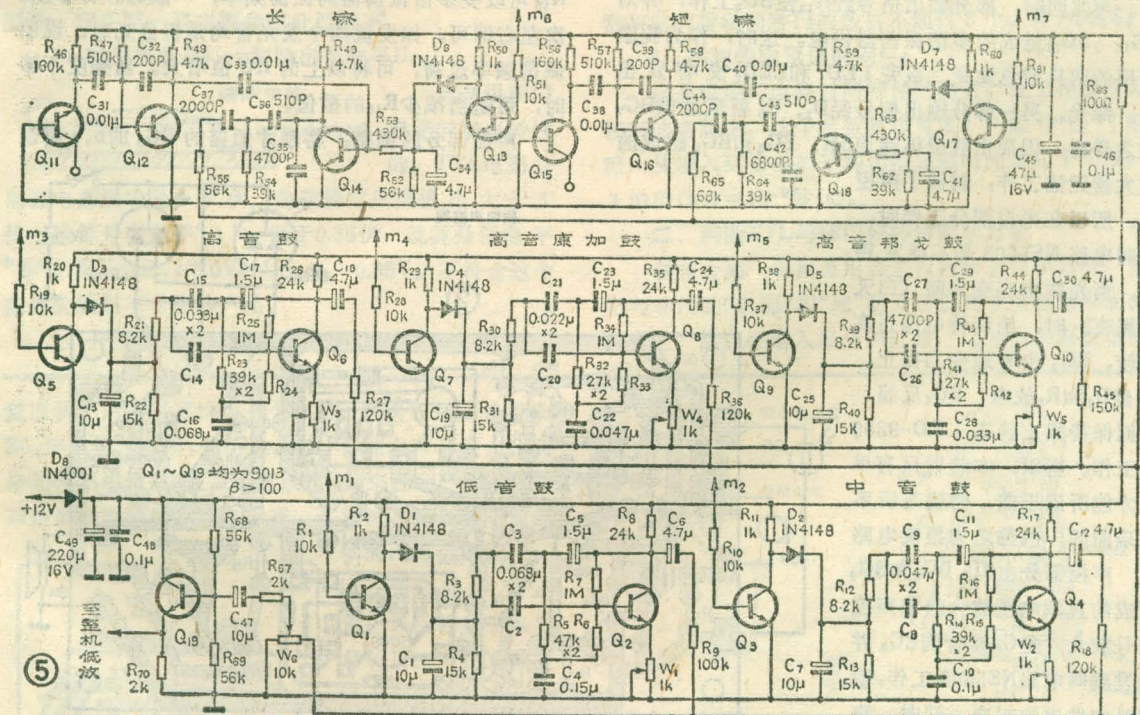 长镲
短镲
m₆
m₇
R₄₆ 160k
R₄₇ 510k
C₃₂ 200P
R₄₈ 4.7k
C₃₃ 0.01μ
R₄₉ 4.7k
D₆ 1N4148
R₅₀ 1k
R₅₁ 10k
R₅₆ 160k
R₅₇ 510k
C₃₉ 200P
R₅₈ 4.7k
C₄₀ 0.01μ
R₅₉ 4.7k
D₇ 1N4148
R₆₀ 1k
R₆₁ 10k
100Ω
C₃₁ 0.01μ
C₃₇ 2000P
C₃₆ 510P
C₃₅ 4700P
R₅₃ 430k
C₃₈ 0.01μ
C₄₄ 2000P
C₄₃ 510P
C₄₂ 6800P
R₆₃ 430k
Q₁₁
Q₁₂
R₅₅ 56k
R₅₄ 39k
Q₁₄
R₅₂ 56k
C₃₄ 4.7μ
Q₁₃
Q₁₅
Q₁₆
R₆₅ 68k
R₆₄ 39k
Q₁₈
R₆₂ 39k
C₄₁ 4.7μ
Q₁₇
C₄₅ 47μ 16V
C₄₆ 0.1μ
高音鼓
高音康加鼓
高音邦戈鼓
m₃
m₄
m₅
R₂₀ 1k
D₃ 1N4148
R₁₉ 10k
C₁₅ 0.033μ ×2
C₁₇ 1.5μ
R₂₆ 24k
C₁₈ 4.7μ
R₂₉ 1k
D₄ 1N4148
R₂₈ 10k
C₂₁ 0.022μ ×2
C₂₃ 1.5μ
R₃₅ 24k
C₂₄ 4.7μ
R₃₈ 1k
D₅ 1N4148
R₃₇ 10k
C₂₇ 4700P ×2
C₂₉ 1.5μ
R₄₄ 24k
C₃₀ 4.7μ
R₂₁ 8.2k
R₂₅ 1M
R₃₀ 8.2k
R₃₄ 1M
R₃₉ 8.2k
R₄₃ 1M
Q₅
C₁₄
R₂₃ 39k ×2
R₂₄
Q₆
Q₇
C₂₀
R₃₂ 27k ×2
R₃₃
Q₈
Q₉
C₂₆
R₄₁ 27k ×2
R₄₂
Q₁₀
C₁₃ 10μ
R₂₂ 15k
C₁₆ 0.068μ
W₃ 1k
R₂₇ 120k
C₁₉ 10μ
R₃₁ 15k
C₂₂ 0.047μ
W₄ 1k
R₃₆ 120k
C₂₅ 10μ
R₄₀ 15k
C₂₈ 0.033μ
W₅ 1k
R₄₅ 150k
D₈ 1N4001
Q₁~Q₁₉均为9013
β>100
低音鼓
中音鼓
m₁
m₂
+12V
C₄₉ 220μ 16V
C₄₈ 0.1μ
R₆₈ 56k
R₆₇ 2k
R₁ 10k
R₂ 1k
D₁ 1N4148
C₃ 0.068μ ×2
C₅ 1.5μ
R₈ 24k
C₆ 4.7μ
R₁₁ 1k
D₂ 1N4148
R₁₀ 10k
C₉ 0.047μ ×2
C₁₁ 1.5μ
R₁₇ 24k
C₁₂ 4.7μ
R₃ 8.2k
R₇ 1M
R₁₂ 8.2k
R₁₆ 1M
Q₁₉
C₄₇ 10μ
W₆ 10k
Q₁
C₂
R₅ 47k ×2
R₆
Q₂
R₉ 100k
Q₃
C₈
R₁₄ 39k ×2
R₁₅
Q₄
R₁₈ 120k
至整机低放
R₇₀ 2k
R₆₉ 56k
C₁ 10μ
R₄ 15k
C₄ 0.15μ
W₁ 1k
C₇ 10μ
R₁₃ 15k
C₁₀ 0.1μ
W₂ 1k
⑤